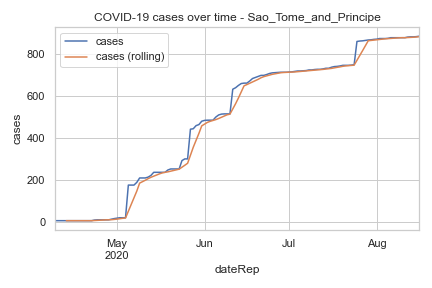 COVID-19 cases over time - Sao_Tome_and_Principe
cases
cases (rolling)
cases
800
600
400
200
0
May
2020
Jun
Jul
Aug
dateRep